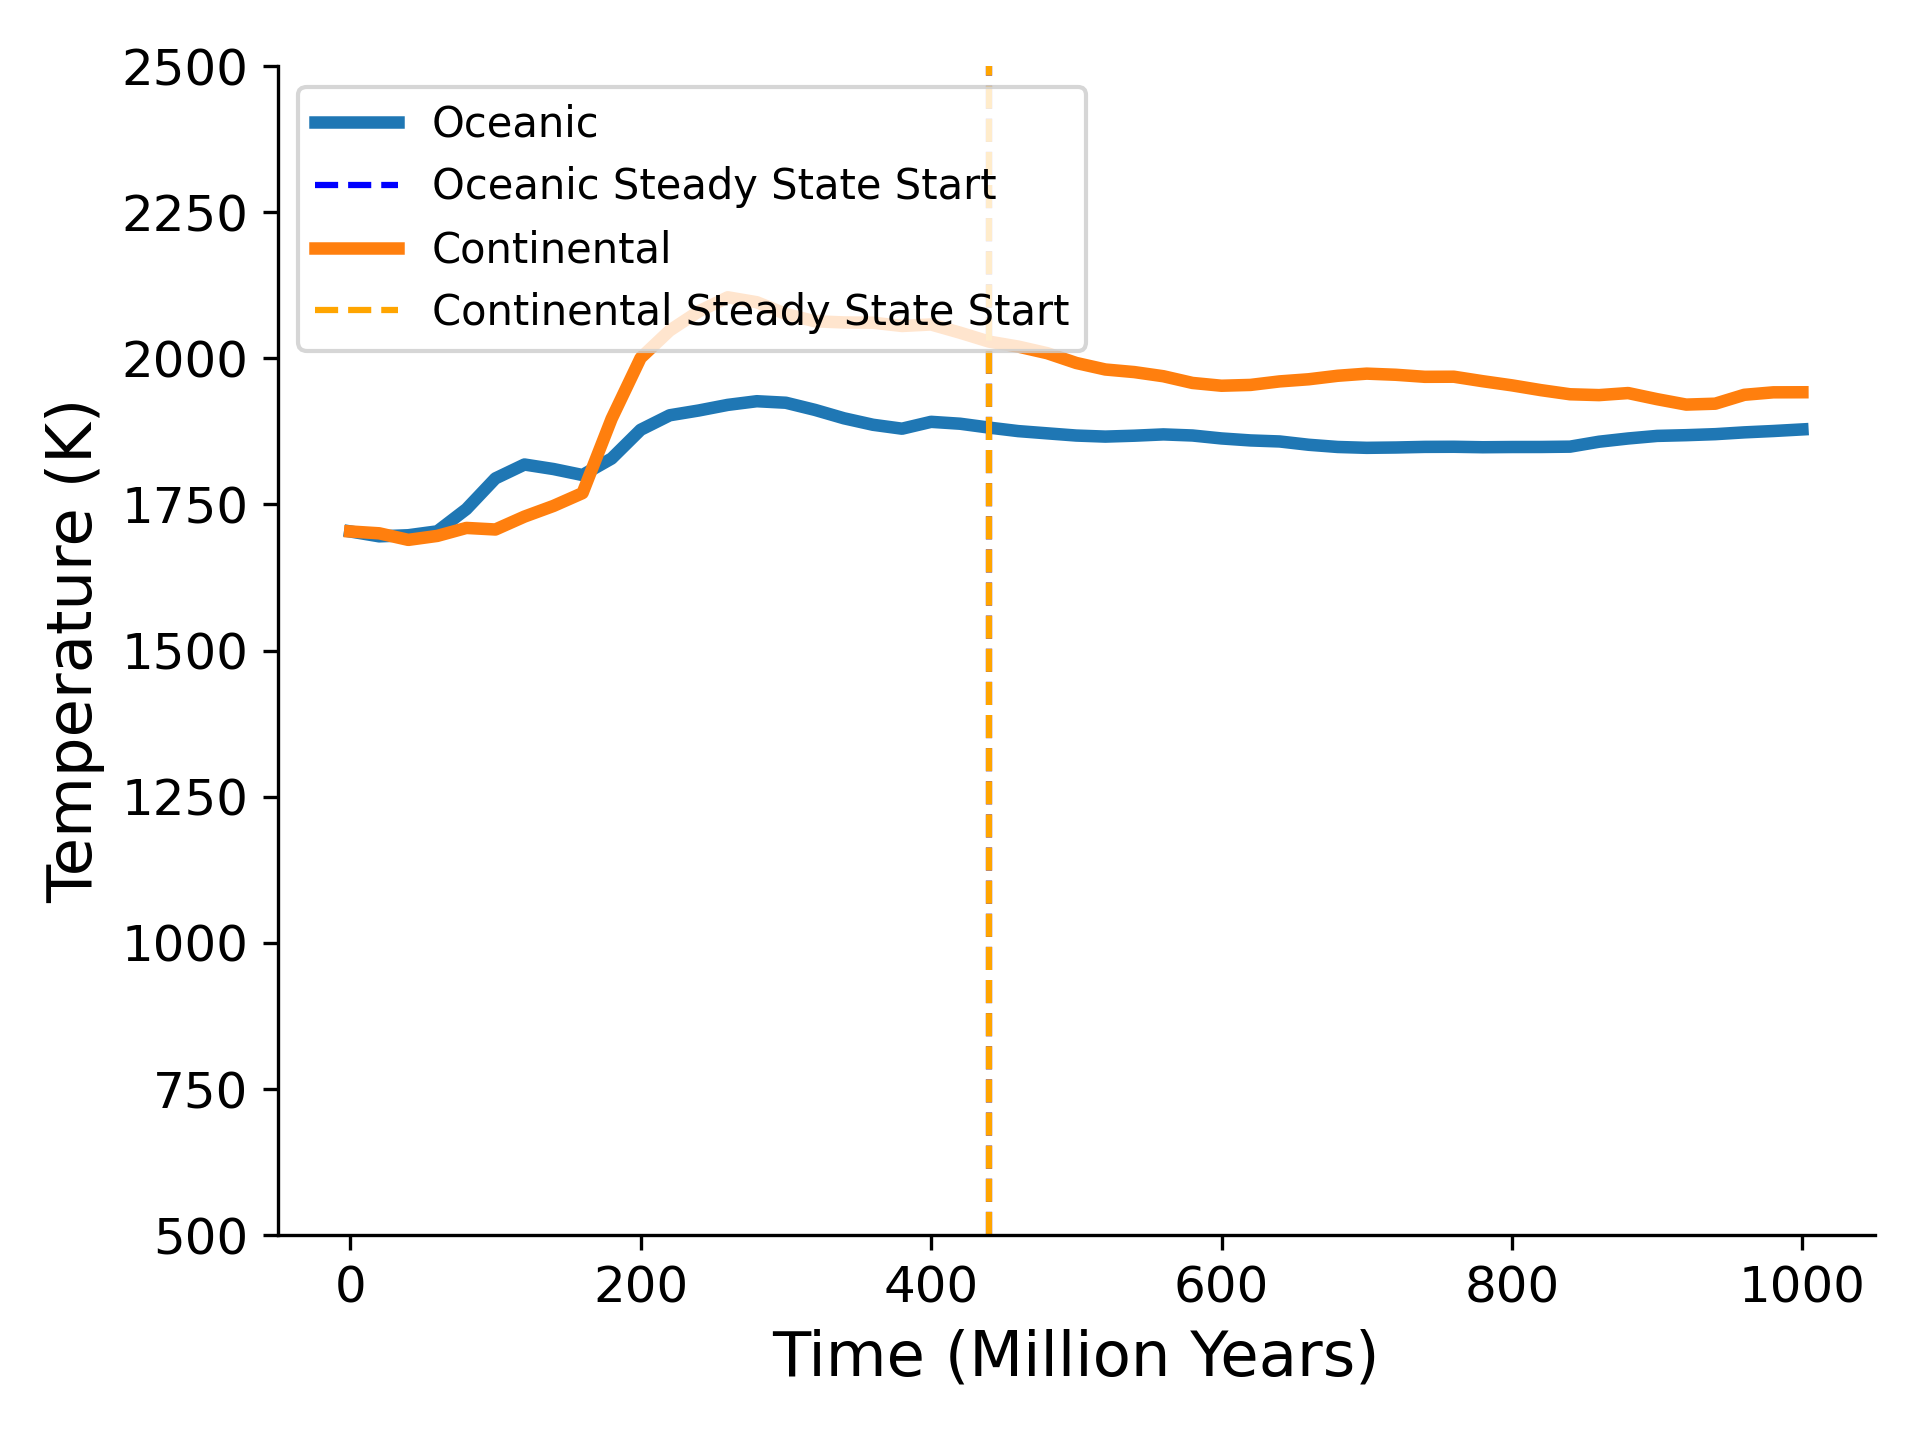 2500
2250
2000
1750
1500
1250
1000
750
500
Temperature (K)
Oceanic
Oceanic Steady State Start
Continental
Continental Steady State Start
0 200 400 600 800 1000
Time (Million Years)